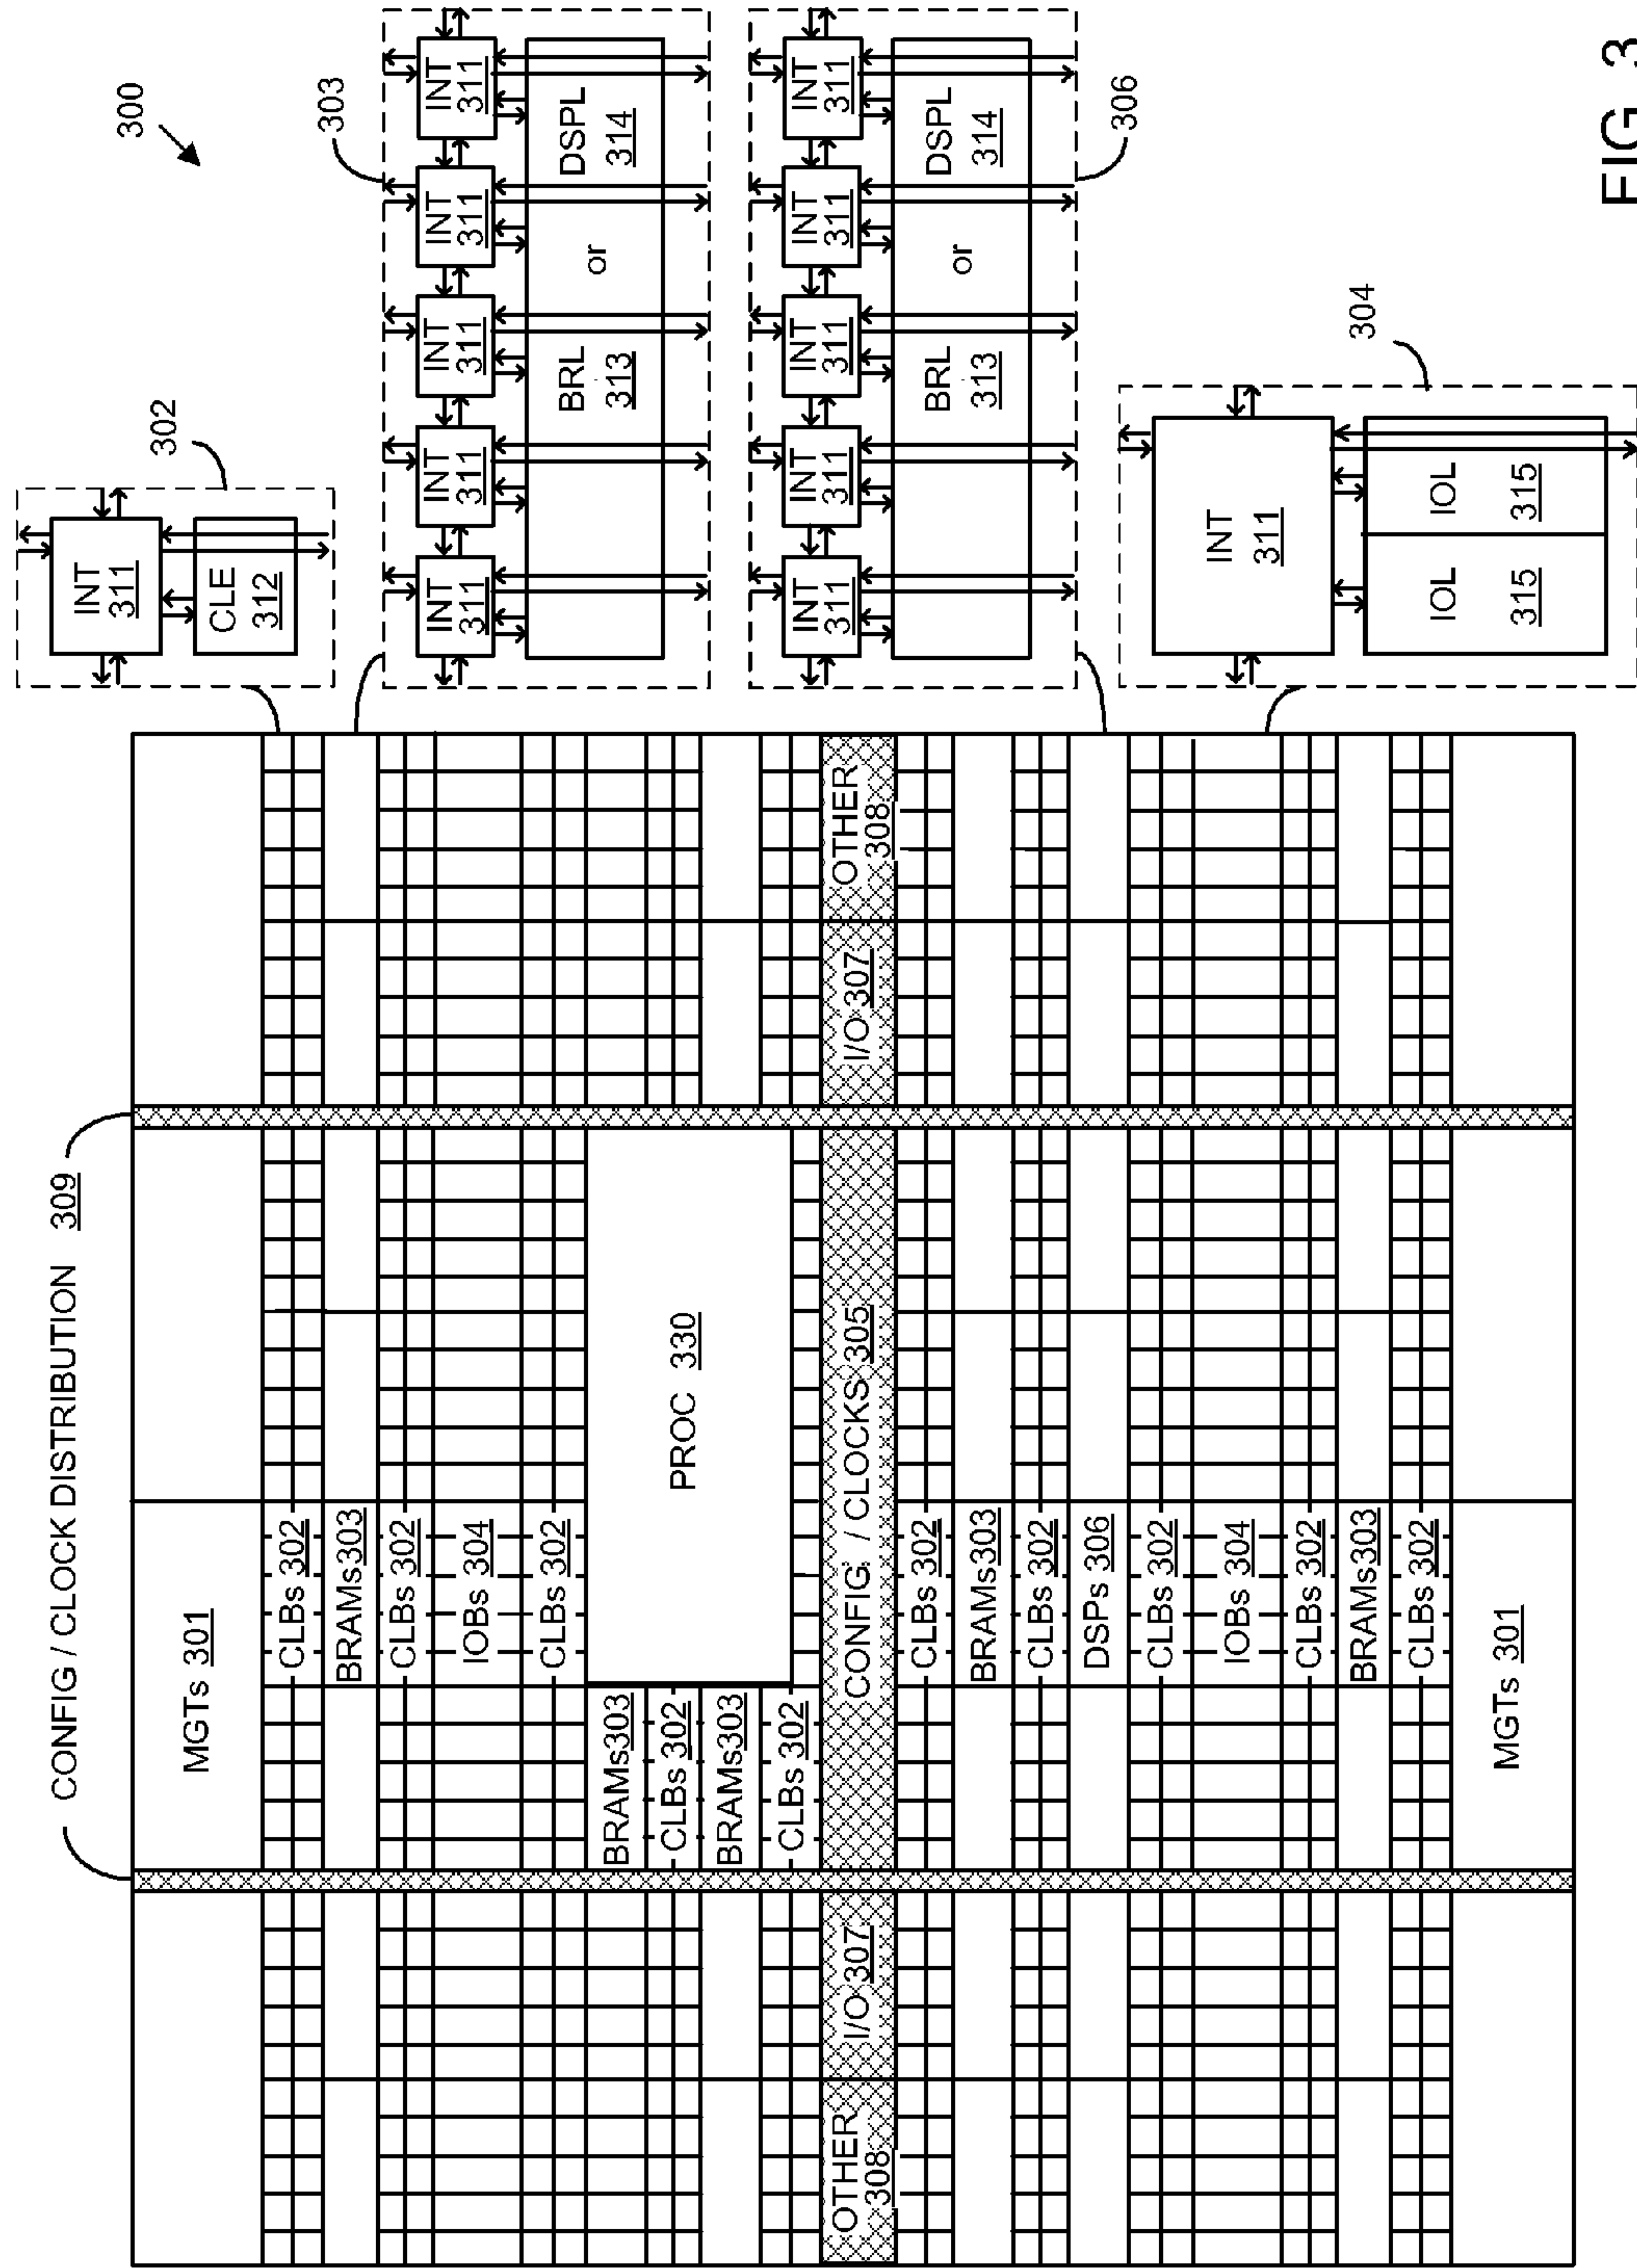 300
CONFIG / CLOCK DISTRIBUTION 309
MGTs 301
CLBs 302
BRAMs303
CLBs 302
IOBs 304
CLBs 302
BRAMs303
CLBs 302
PROC 330
BRAMs303
CLBs 302
OTHER
308
I/O 307
CONFIG / CLOCKS 305
I/O 307
OTHER
308
CLBs 302
BRAMs303
CLBs 302
DSPs 306
CLBs 302
IOBs 304
CLBs 302
BRAMs303
CLBs 302
MGTs 301
302
INT
311
CLE
312
303
INT INT INT INT INT
311 311 311 311 311
BRL or DSPL
313 314
INT INT INT INT INT
311 311 311 311 311
BRL or DSPL
313 314
306
304
INT
311
IOL IOL
315 315
FIG. 3